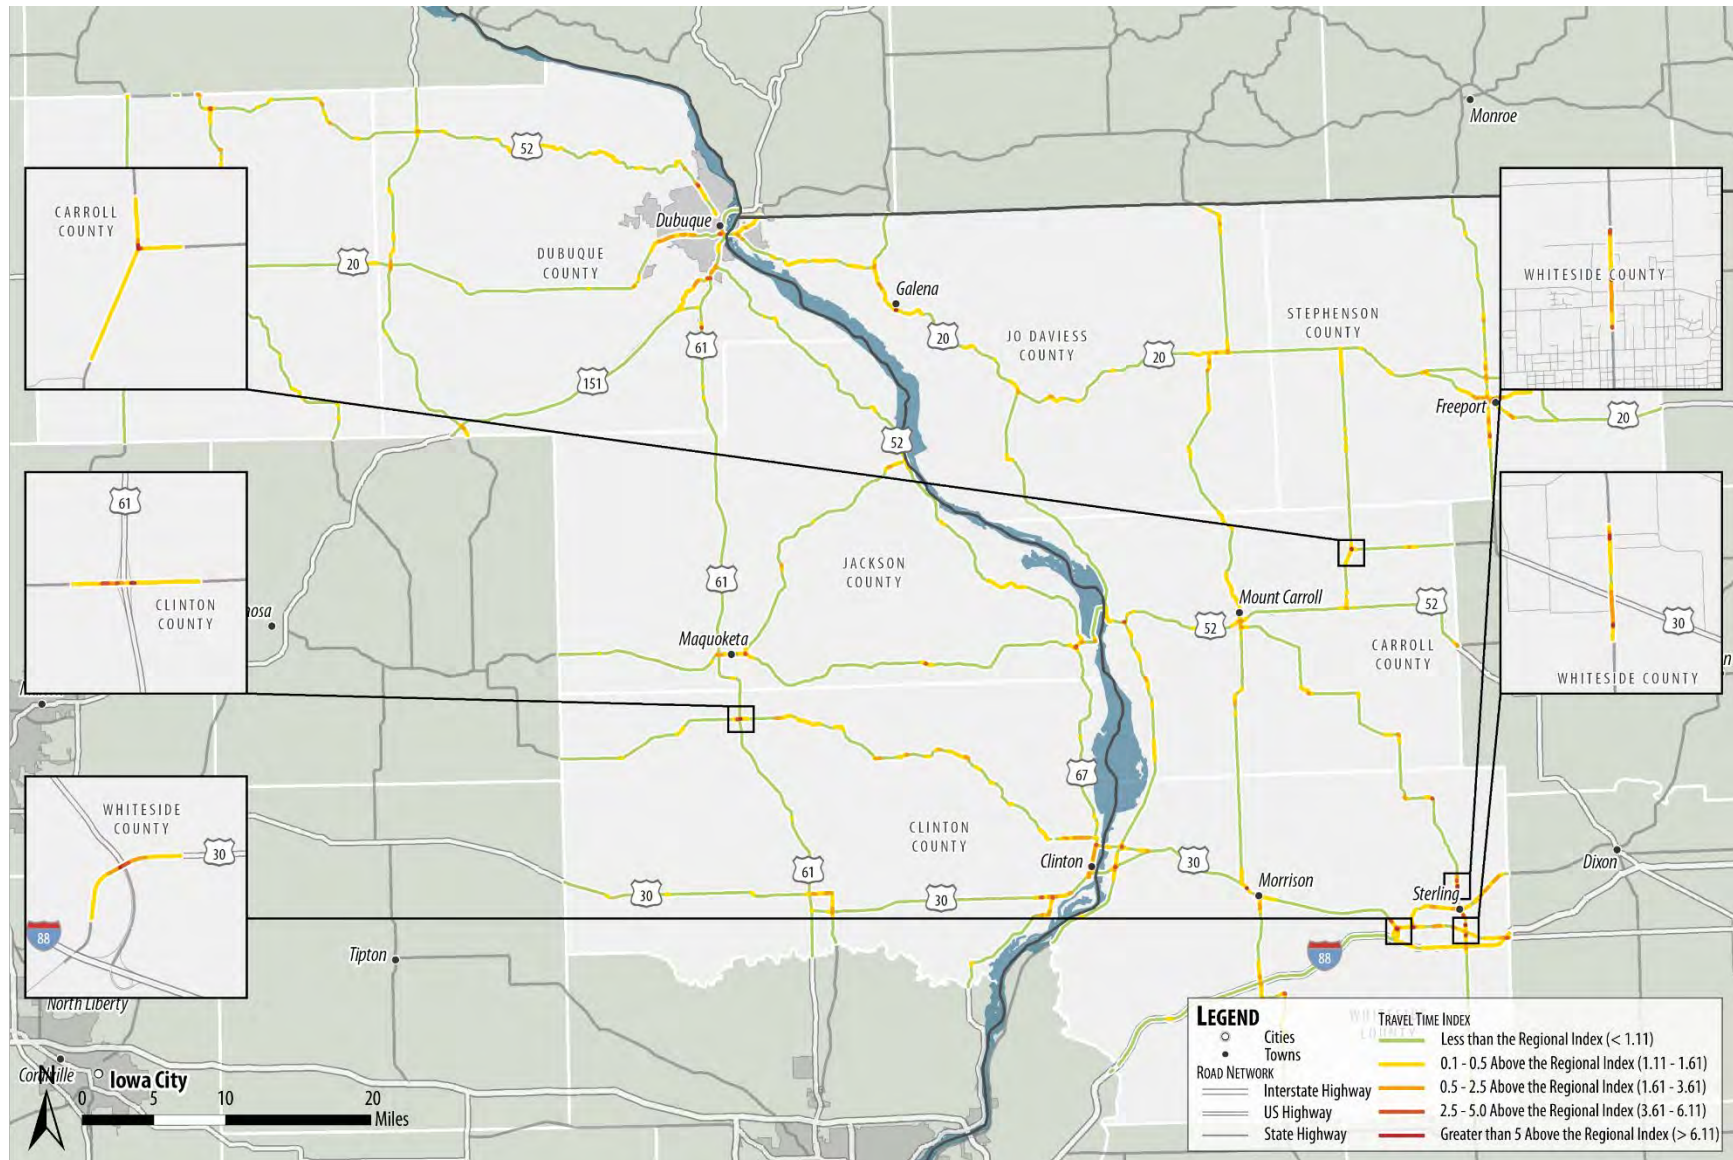 Monroe
52
CARROLL
COUNTY
WHITESIDE COUNTY
Dubuque
DUBUQUE
COUNTY
20
Galena
STEPHENSON
COUNTY
20
JO DAVIESS
COUNTY
20
61
151
Freeport
20
52
61
CLINTON
COUNTY
61
JACKSON
COUNTY
Mount Carroll
52
52
30
WHITESIDE COUNTY
Maquoketa
CARROLL
COUNTY
67
WHITESIDE
COUNTY
30
88
CLINTON
COUNTY
Clinton
61
30
30
30
Morrison
Sterling
Dixon
88
Tipton
North Liberty
Iowa City
N
0 5 10 20
Miles
LEGEND
Cities
Towns
ROAD NETWORK
Interstate Highway
US Highway
State Highway
TRAVEL TIME INDEX
Less than the Regional Index (< 1.11)
0.1 - 0.5 Above the Regional Index (1.11 - 1.61)
0.5 - 2.5 Above the Regional Index (1.61 - 3.61)
2.5 - 5.0 Above the Regional Index (3.61 - 6.11)
Greater than 5 Above the Regional Index (> 6.11)